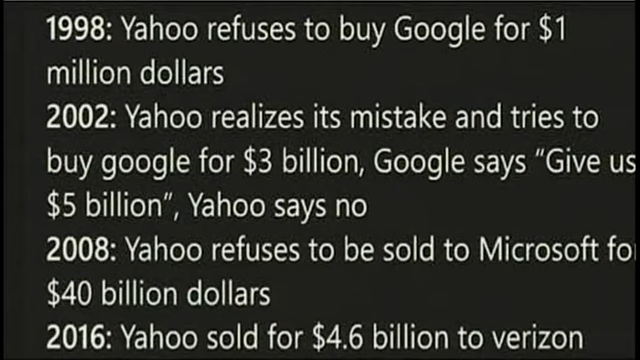 1998: Yahoo refuses to buy Google for $1
million dollars
2002: Yahoo realizes its mistake and tries to
buy google for $3 billion, Google says “Give us
$5 billion”, Yahoo says no
2008: Yahoo refuses to be sold to Microsoft fo
$40 billion dollars
2016: Yahoo sold for $4.6 billion to verizon